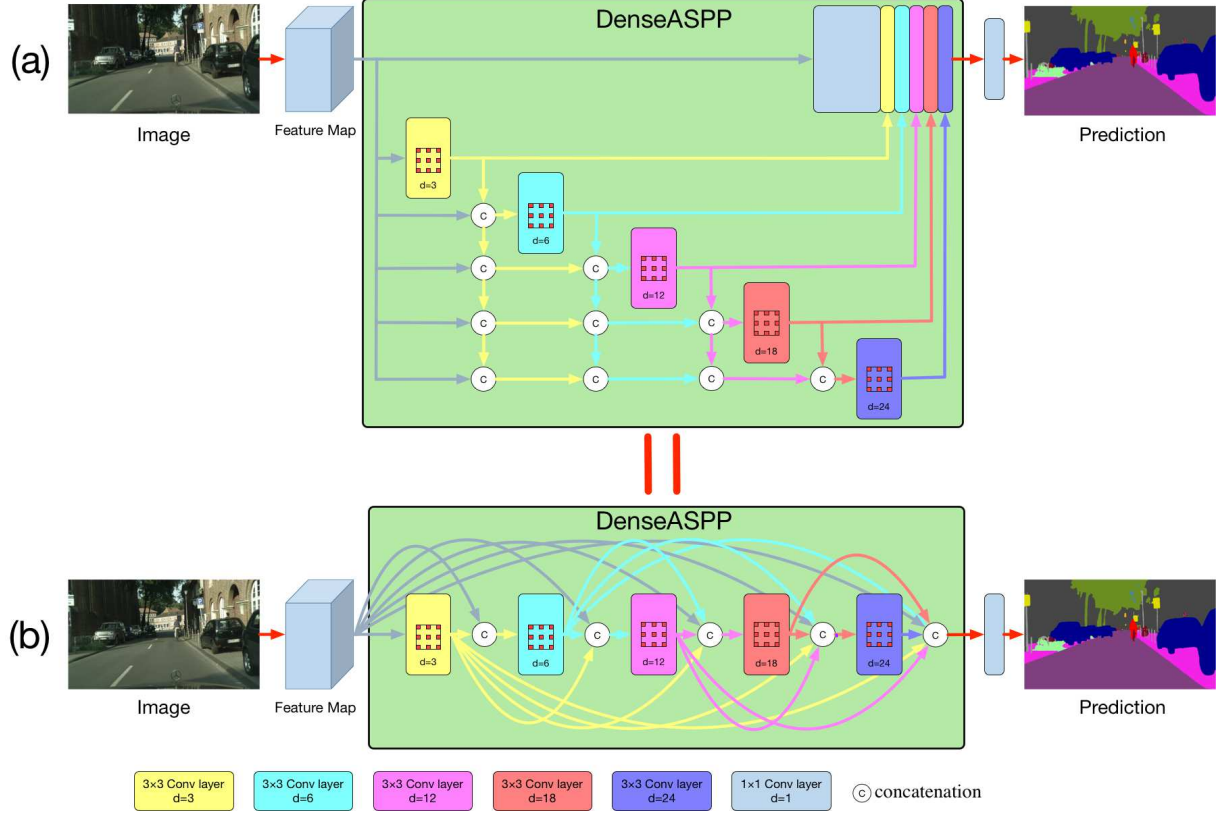 DenseASPP
(a)
Image
Feature Map
Prediction
d=3
C
d=6
C
C
d=12
C
C
C
d=18
C
C
C
C
d=24
DenseASPP
(b)
d=3
C
d=6
C
d=12
C
d=18
C
d=24
C
Image
Feature Map
Prediction
3×3 Conv layer
d=3
3×3 Conv layer
d=6
3×3 Conv layer
d=12
3×3 Conv layer
d=18
3×3 Conv layer
d=24
1×1 Conv layer
d=1
C concatenation